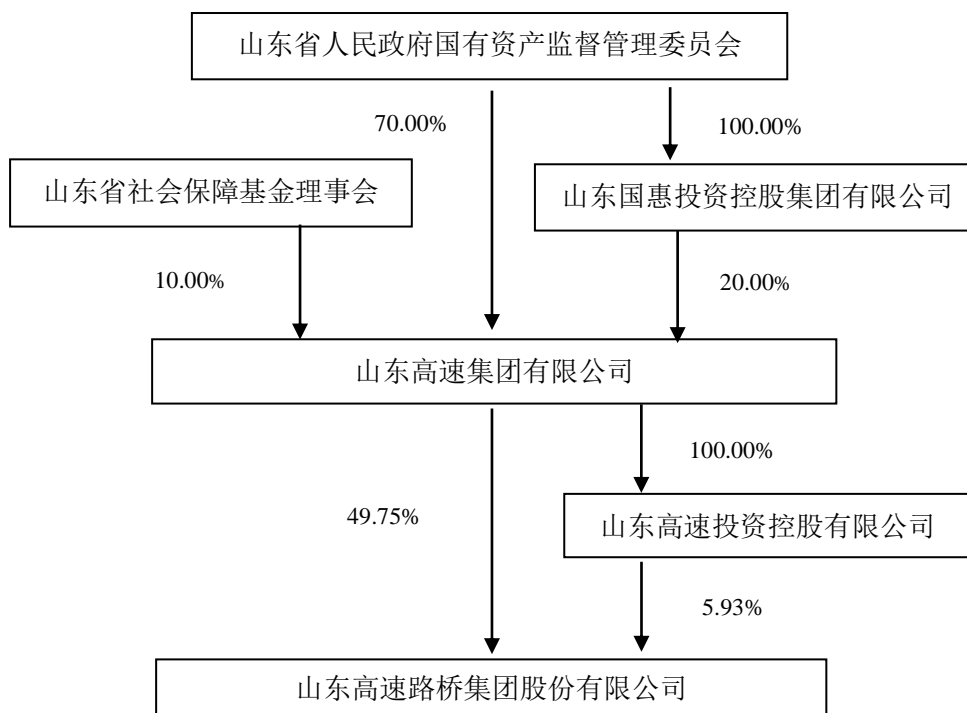 山东省人民政府国有资产监督管理委员会
70.00%
100.00%
山东省社会保障基金理事会
山东国惠投资控股集团有限公司
10.00%
20.00%
山东高速集团有限公司
100.00%
49.75%
山东高速投资控股有限公司
5.93%
山东高速路桥集团股份有限公司